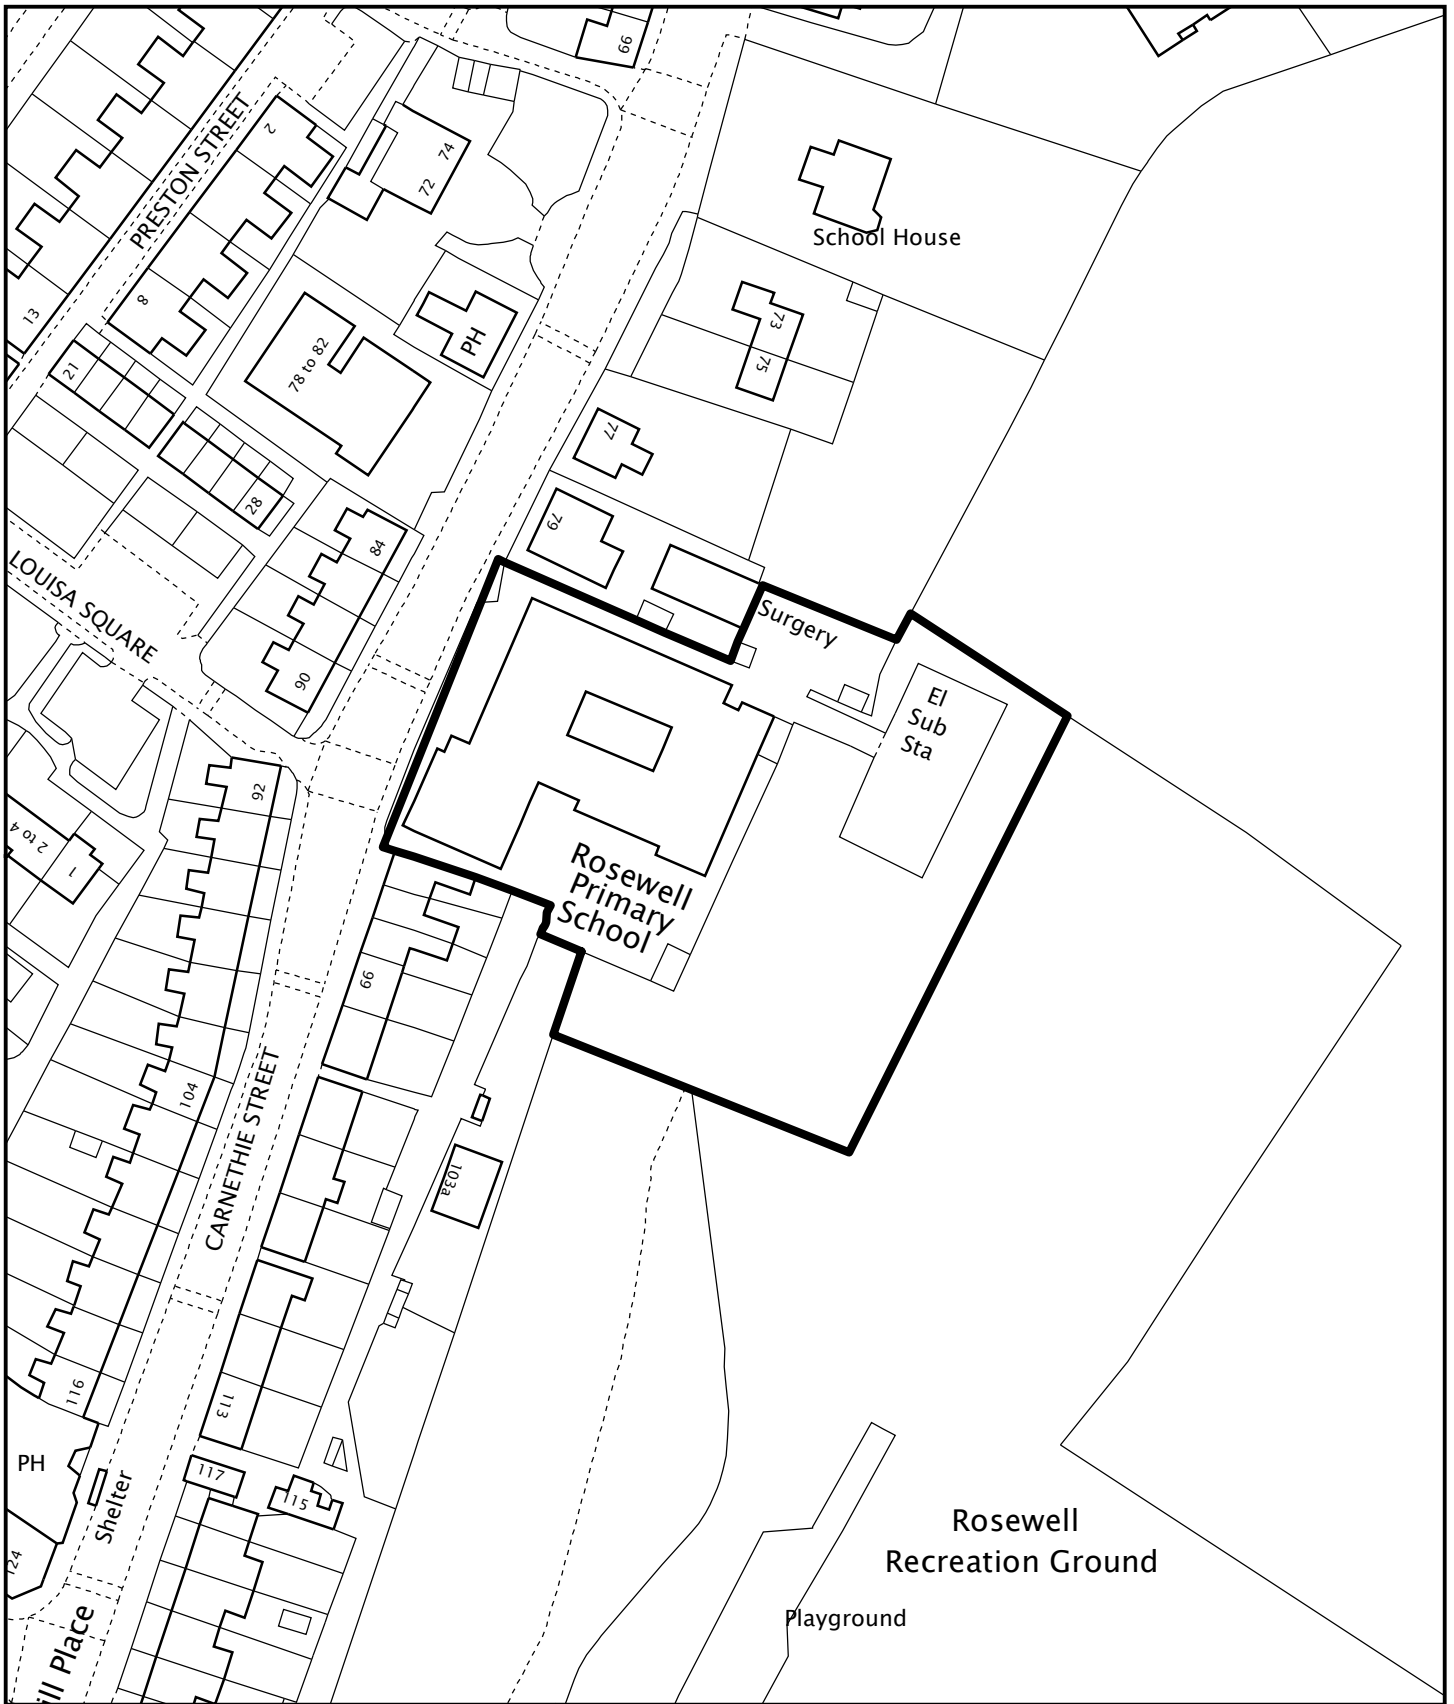 66
PRESTON STREET
2
74
72
School House
8
13
73
75
PH
78 to 82
21
77
28
79
84
LOUISA SQUARE
Surgery
90
El
Sub
Sta
92
2 to 4
1
Rosewell
Primary
School
66
104
CARNETHIE STREET
103a
116
113
PH
117
115
Shelter
124
Rosewell
Recreation Ground
Playground
ill Place